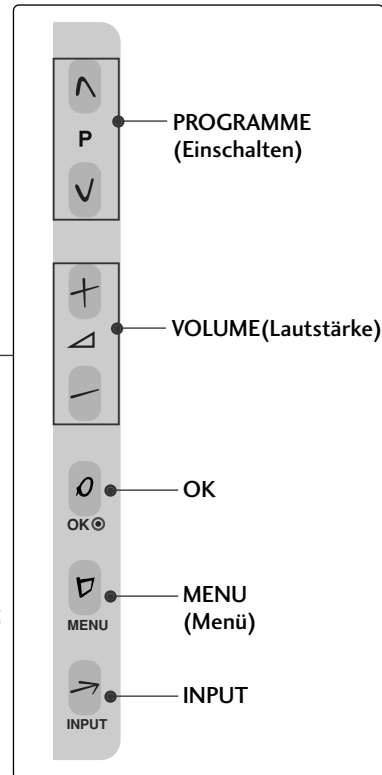 P
PROGRAMME
(Einschalten)
VOLUME(Lautstärke)
OK
OK
MENU
MENU
(Menü)
INPUT
INPUT